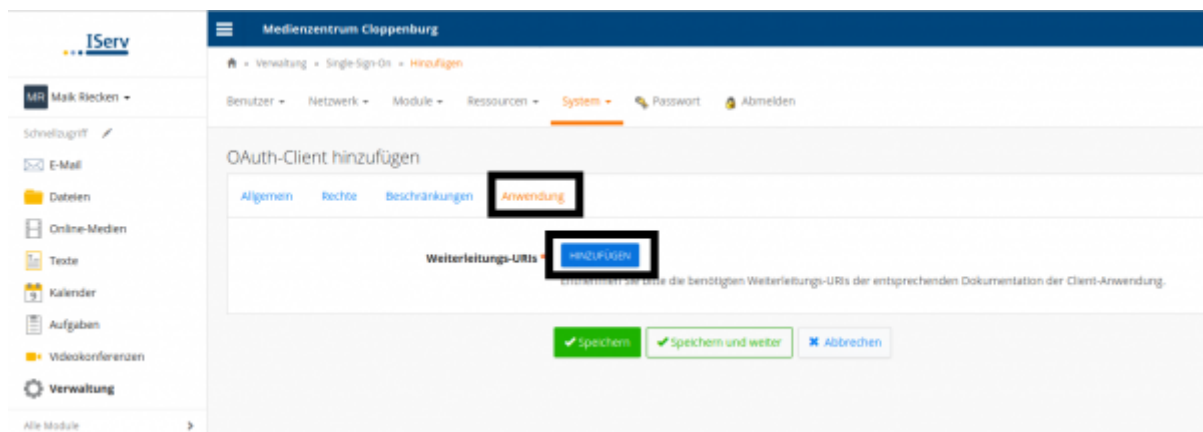 IServ
Medienzentrum Cloppenburg
Verwaltung » Single-Sign-On » Hinzufügen
MR Maik Riecken
Benutzer Netzwerk Module Ressourcen System Passwort Abmelden
Schnellzugriff
E-Mail
Dateien
Online-Medien
Texte
Kalender
Aufgaben
Videokonferenzen
Verwaltung
Alle Module
OAuth-Client hinzufügen
Allgemein Rechte Beschränkungen Anwendung
Weiterleitungs-URIs * HINZUFÜGEN
Entnehmen Sie bitte die benötigten Weiterleitungs-URIs der entsprechenden Dokumentation der Client-Anwendung.
Speichern Speichern und weiter Abbrechen